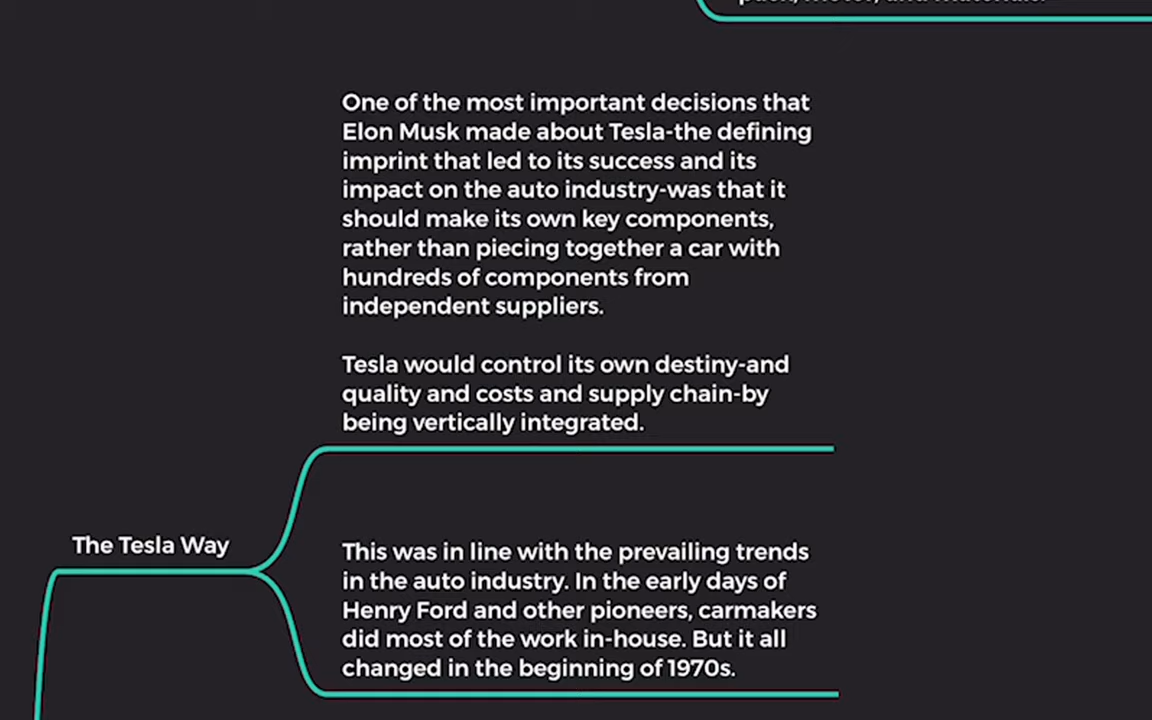 One of the most important decisions that
Elon Musk made about Tesla-the defining
imprint that led to its success and its
impact on the auto industry-was that it
should make its own key components,
rather than piecing together a car with
hundreds of components from
independent suppliers.
Tesla would control its own destiny-and
quality and costs and supply chain-by
being vertically integrated.
The Tesla Way
This was in line with the prevailing trends
in the auto industry. In the early days of
Henry Ford and other pioneers, carmakers
did most of the work in-house. But it all
changed in the beginning of 1970s.